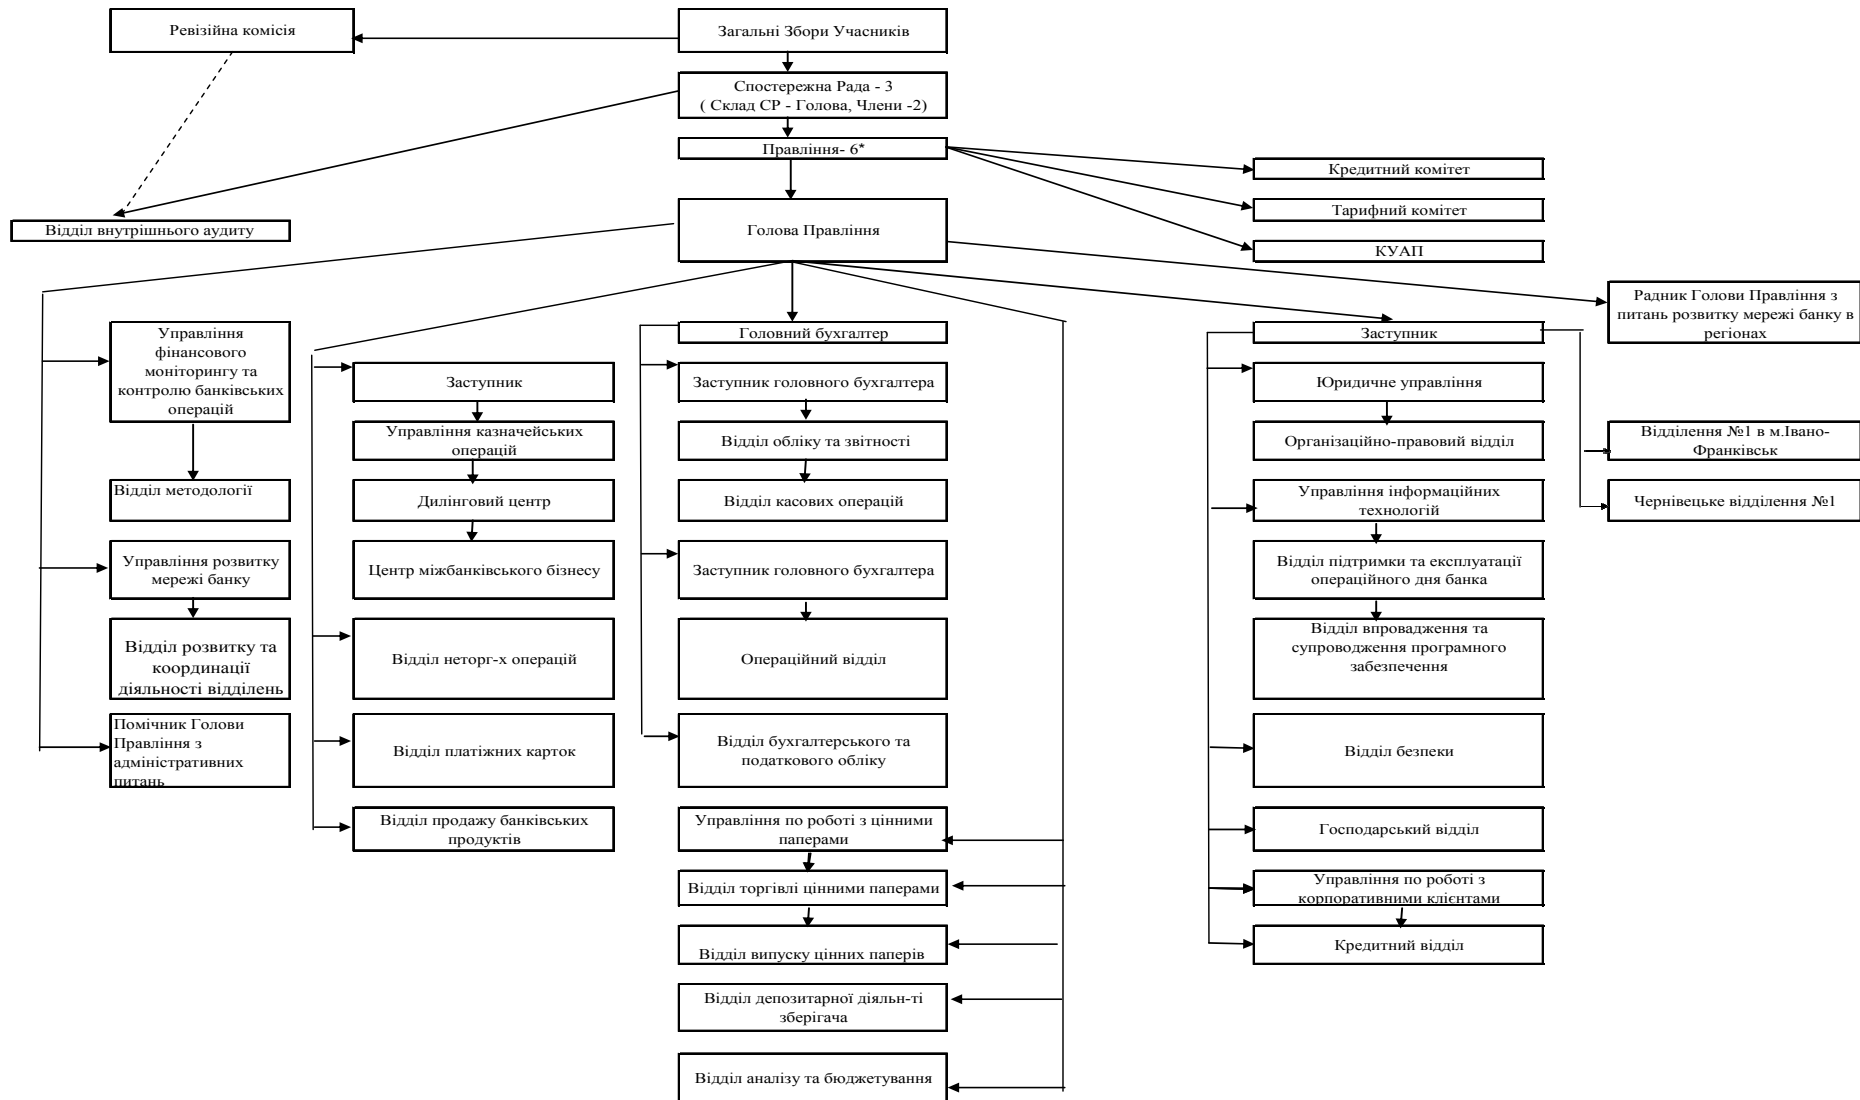 Ревізійна комісія
Загальні Збори Учасників
Спостережна Рада - 3
( Склад СР - Голова, Члени -2)
Правління- 6*
Кредитний комітет
Тарифний комітет
КУАП
Відділ внутрішнього аудиту
Голова Правління
Радник Голови Правління з
питань розвитку мережі банку в
регіонах
Управління
фінансового
моніторингу та
контролю банківських
операцій
Відділ методології
Управління розвитку
мережі банку
Відділ розвитку та
координації
діяльності відділень
Помічник Голови
Правління з
адміністративних
питань
Заступник
Управління казначейських
операцій
Дилінговий центр
Центр міжбанківського бізнесу
Відділ неторг-х операцій
Відділ платіжних карток
Відділ продажу банківських
продуктів
Головний бухгалтер
Заступник головного бухгалтера
Відділ обліку та звітності
Відділ касових операцій
Заступник головного бухгалтера
Операційний відділ
Відділ бухгалтерського та
податкового обліку
Управління по роботі з цінними
паперами
Відділ торгівлі цінними паперами
Відділ випуску цінних паперів
Відділ депозитарної діяльн-ті
зберігача
Відділ аналізу та бюджетування
Заступник
Юридичне управління
Організаційно-правовий відділ
Управління інформаційних
технологій
Відділ підтримки та експлуатації
операційного дня банка
Відділ впровадження та
супроводження програмного
забезпечення
Відділ безпеки
Господарський відділ
Управління по роботі з
корпоративними клієнтами
Кредитний відділ
Відділення №1 в м.Івано-
Франківськ
Чернівецьке відділення №1